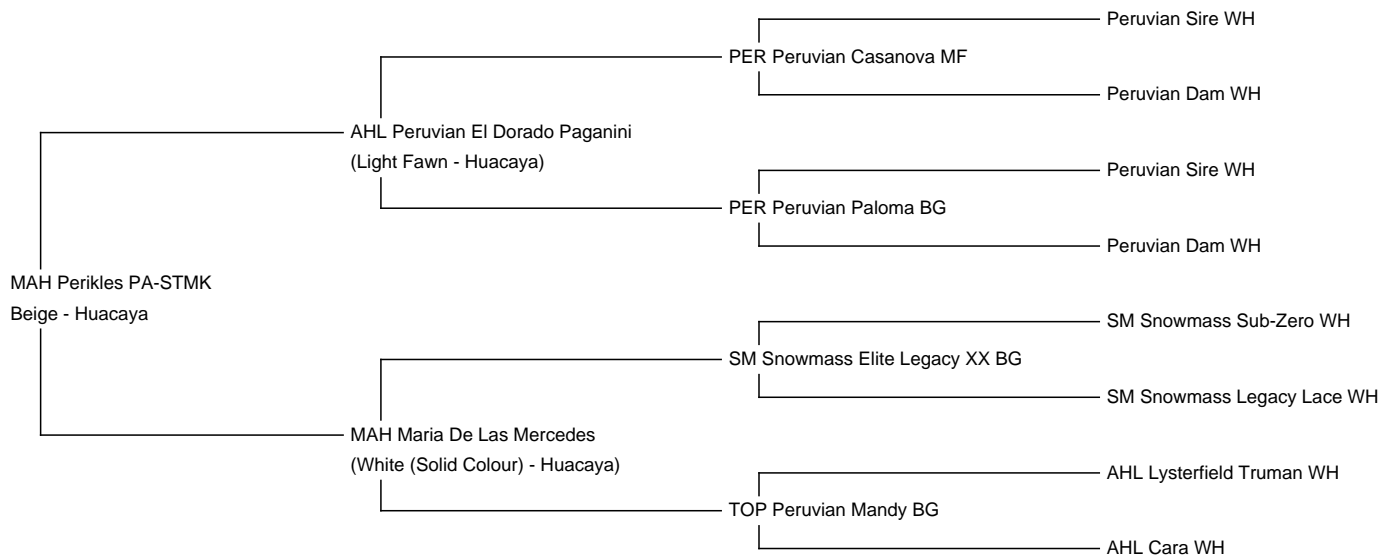 Peruvian Sire WH
PER Peruvian Casanova MF
Peruvian Dam WH
AHL Peruvian El Dorado Paganini
(Light Fawn - Huacaya)
Peruvian Sire WH
PER Peruvian Paloma BG
Peruvian Dam WH
MAH Perikles PA-STMK
Beige - Huacaya
SM Snowmass Sub-Zero WH
SM Snowmass Elite Legacy XX BG
SM Snowmass Legacy Lace WH
MAH Maria De Las Mercedes
(White (Solid Colour) - Huacaya)
AHL Lysterfield Truman WH
TOP Peruvian Mandy BG
AHL Cara WH